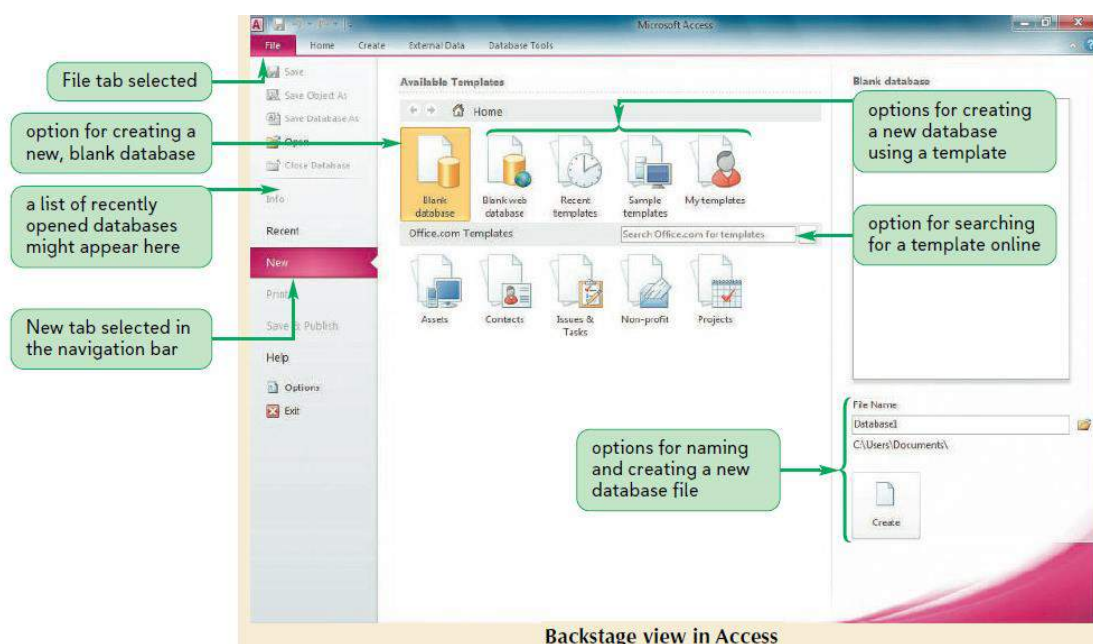 Microsoft Access
File Home Create External Data Database Tools
File tab selected
option for creating a
new, blank database
a list of recently
opened databases
might appear here
New tab selected in
the navigation bar
Save
Save Object As
Save Database As
Open
Close Database
Info
Recent
New
Print
Save & Publish
Help
Options
Exit
Available Templates
Home
Blank
database
Blank web
database
Recent
templates
Sample
templates
My templates
Office.com Templates
Search Office.com for templates
Assets
Contacts
Issues &
Tasks
Non-profit
Projects
Blank database
options for creating
a new database
using a template
option for searching
for a template online
options for naming
and creating a new
database file
File Name
Database1
C:\Users\Documents\
Create
Backstage view in Access